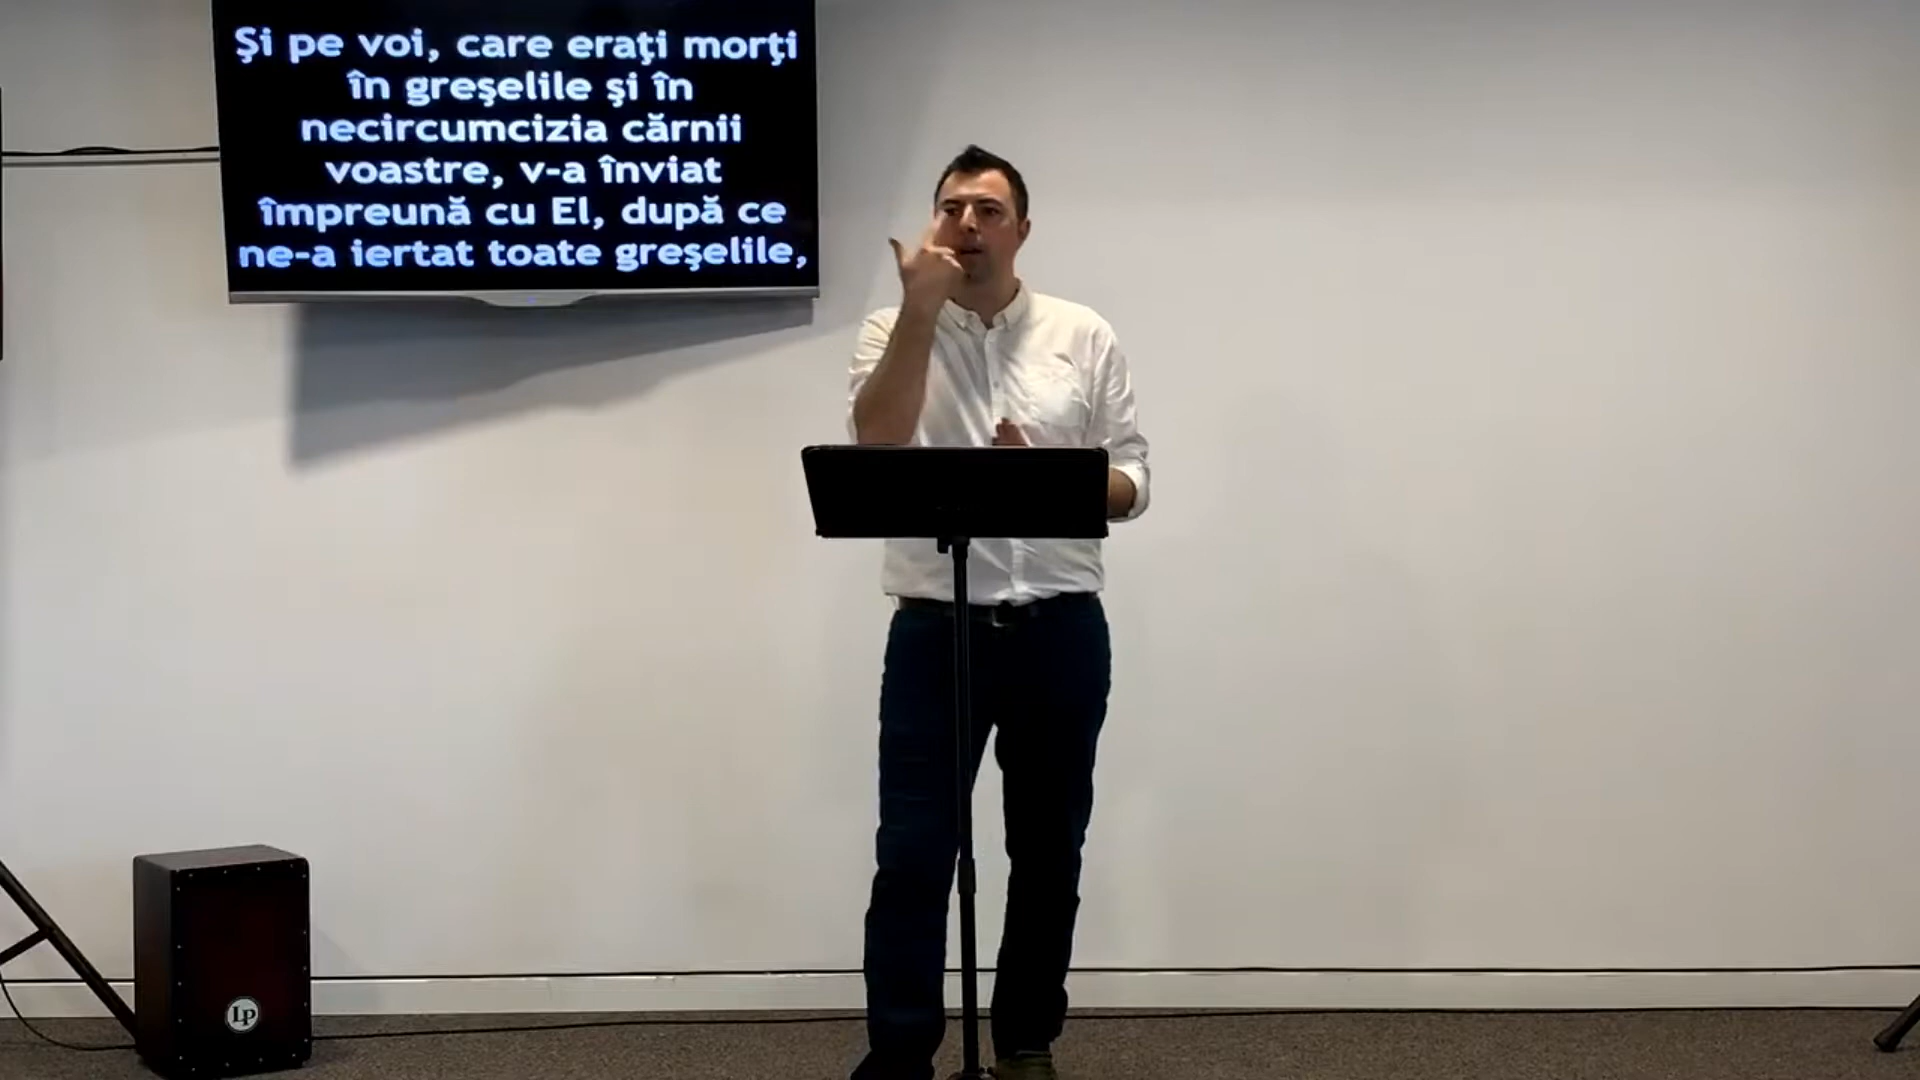 Şi pe voi, care eraţi morţi
în greşelile şi în
necircumcizia cărnii
voastre, v-a înviat
împreună cu El, după ce
ne-a iertat toate greşelile,
LP